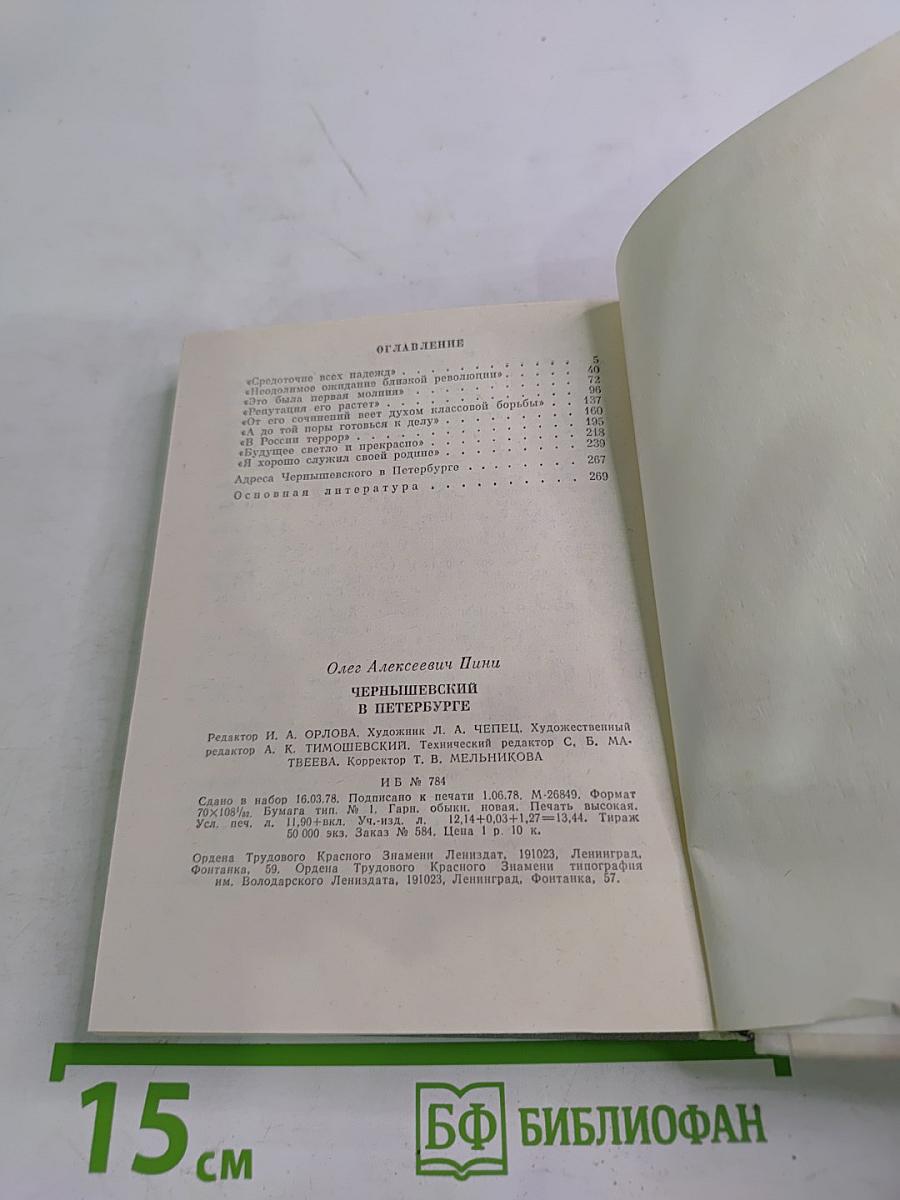 ОГЛАВЛЕНИЕ
«Средоточие всех надежд» . . . . . . . . . . 5
«Неодолимое ожидание близкой революции» . . . . 40
«Это была первая молния» . . . . . . . . . . 72
«Репутация его растет» . . . . . . . . . . . 96
«От его сочинений веет духом классовой борьбы» . . 137
«А до той поры готовься к делу» . . . . . . . . 160
«В России террор» . . . . . . . . . . . . . 195
«Будущее светло и прекрасно» . . . . . . . . . 218
«Я хорошо служил своей родине» . . . . . . . . 239
Адреса Чернышевского в Петербурге . . . . . . . 267
Основная литература . . . . . . . . . . 269
Олег Алексеевич Пини
ЧЕРНЫШЕВСКИЙ
В ПЕТЕРБУРГЕ
Редактор И. А. ОРЛОВА. Художник Л. А. ЧЕПЕЦ. Художественный
редактор А. К. ТИМОШЕВСКИЙ. Технический редактор С. Б. МА-
ТВЕЕВА. Корректор Т. В. МЕЛЬНИКОВА
ИБ № 784
Сдано в набор 16.03.78. Подписано к печати 1.06.78. М-26849. Формат
70×108¹/₃₂. Бумага тип. № 1. Гарн. обыкн. новая. Печать высокая.
Усл. печ. л. 11,90+вкл. Уч.-изд. л. 12,14+0,03+1,27=13,44. Тираж
50 000 экз. Заказ № 584. Цена 1 р. 10 к.
Ордена Трудового Красного Знамени Лениздат, 191023, Ленинград,
Фонтанка, 59. Ордена Трудового Красного Знамени типография
им. Володарского Лениздата, 191023, Ленинград, Фонтанка, 57.
15 см
БФ БИБЛИОФАН